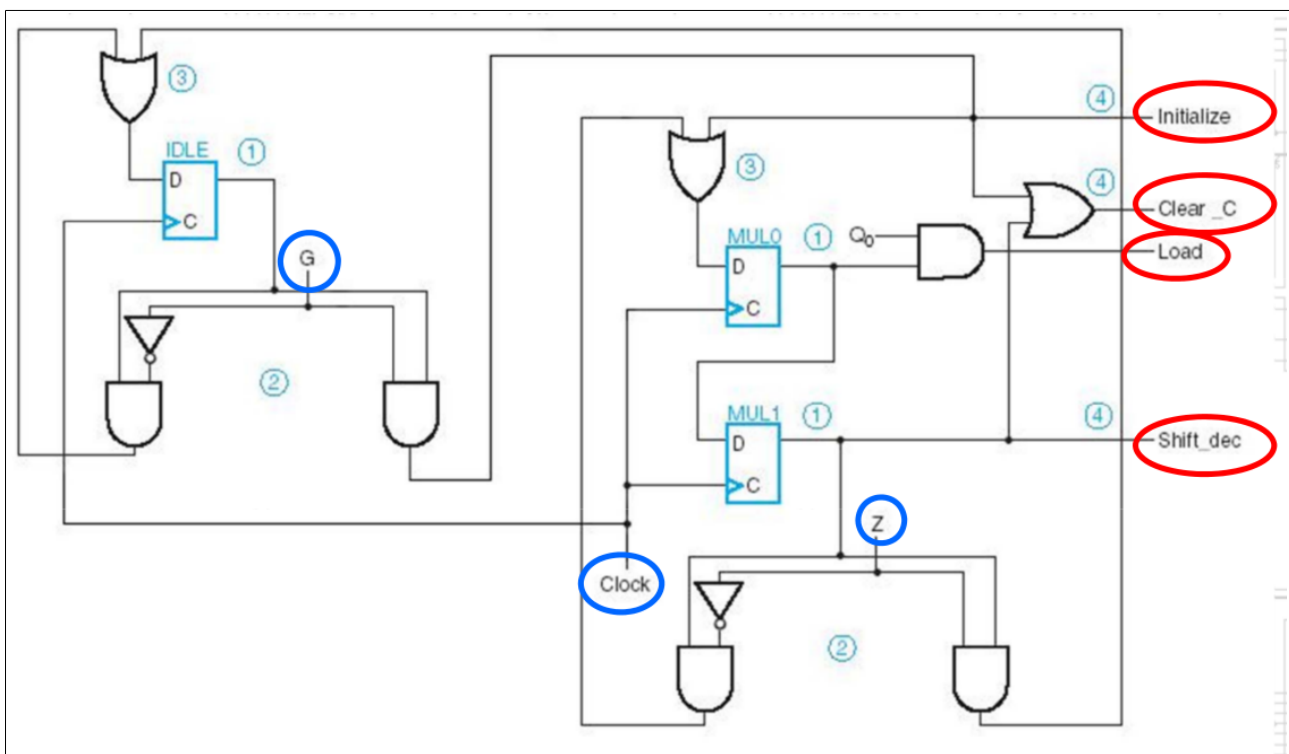 ③
④
Initialize
IDLE
①
D
C
③
④
Clear _C
G
MUL0
①
Q₀
Load
D
C
②
MUL1
①
④
Shift_dec
D
C
Z
Clock
②